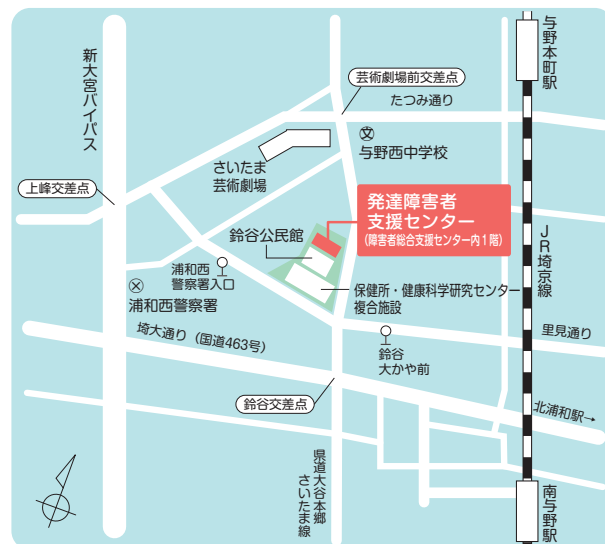 与野本町駅
新大宮バイパス
芸術劇場前交差点
たつみ通り
与野西中学校
さいたま
芸術劇場
上峰交差点
発達障害者
支援センター
(障害者総合支援センター内1階)
鈴谷公民館
JR埼京線
浦和西
警察署入口
浦和西警察署
保健所・健康科学研究センター
複合施設
里見通り
埼大通り（国道463号）
鈴谷
大かや前
鈴谷交差点
北浦和駅→
県道大谷本郷
さいたま線
南与野駅